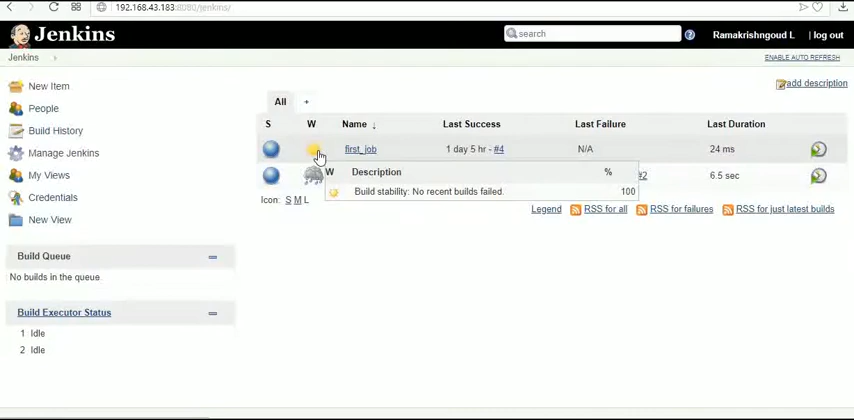 192.168.43.183:8080/jenkins/
Jenkins
search
Ramakrishngoud L | log out
Jenkins
ENABLE AUTO REFRESH
New Item
People
Build History
Manage Jenkins
My Views
Credentials
New View
add description
All +
S W Name ↓ Last Success Last Failure Last Duration
first_job 1 day 5 hr - #4 N/A 24 ms
W Description %
#2 6.5 sec
Build stability: No recent builds failed. 100
Icon: S M L
Legend RSS for all RSS for failures RSS for just latest builds
Build Queue
No builds in the queue
Build Executor Status
1 Idle
2 Idle